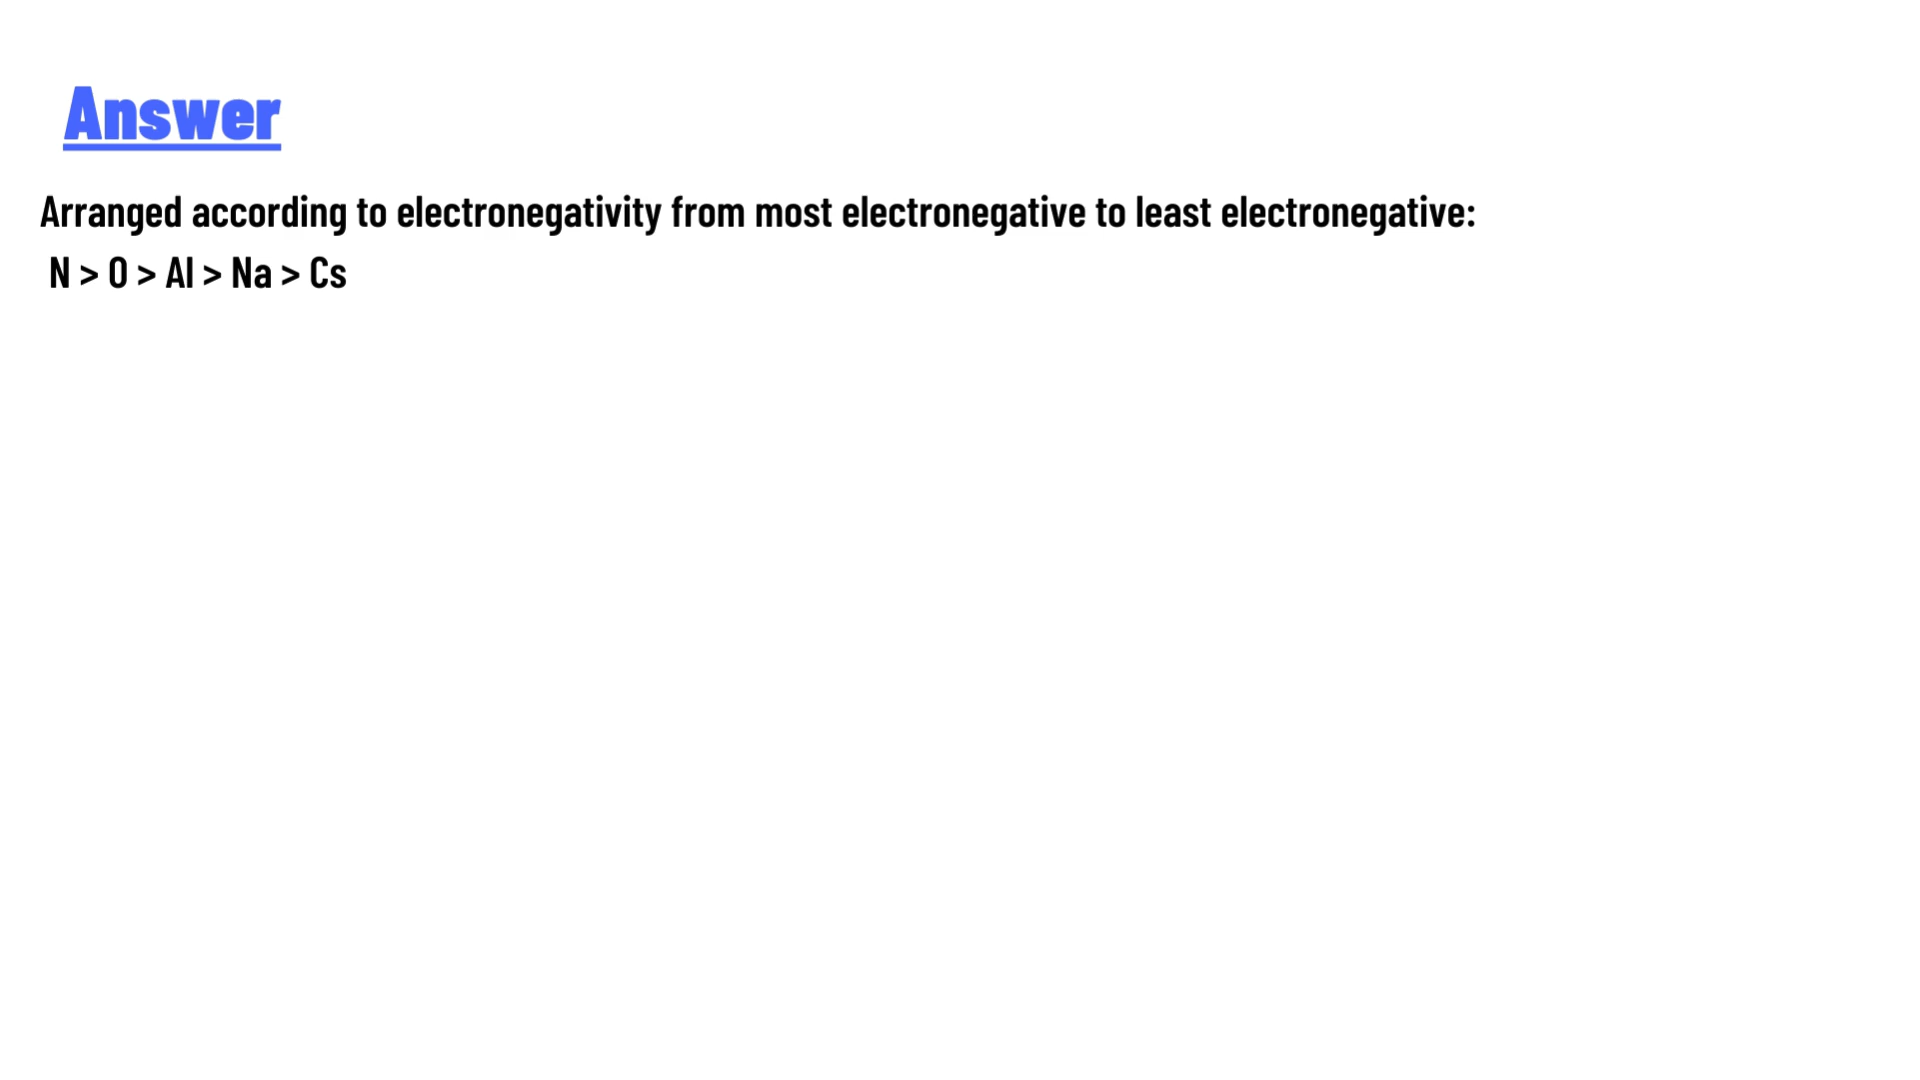 Answer
Arranged according to electronegativity from most electronegative to least electronegative:
N > O > Al > Na > Cs